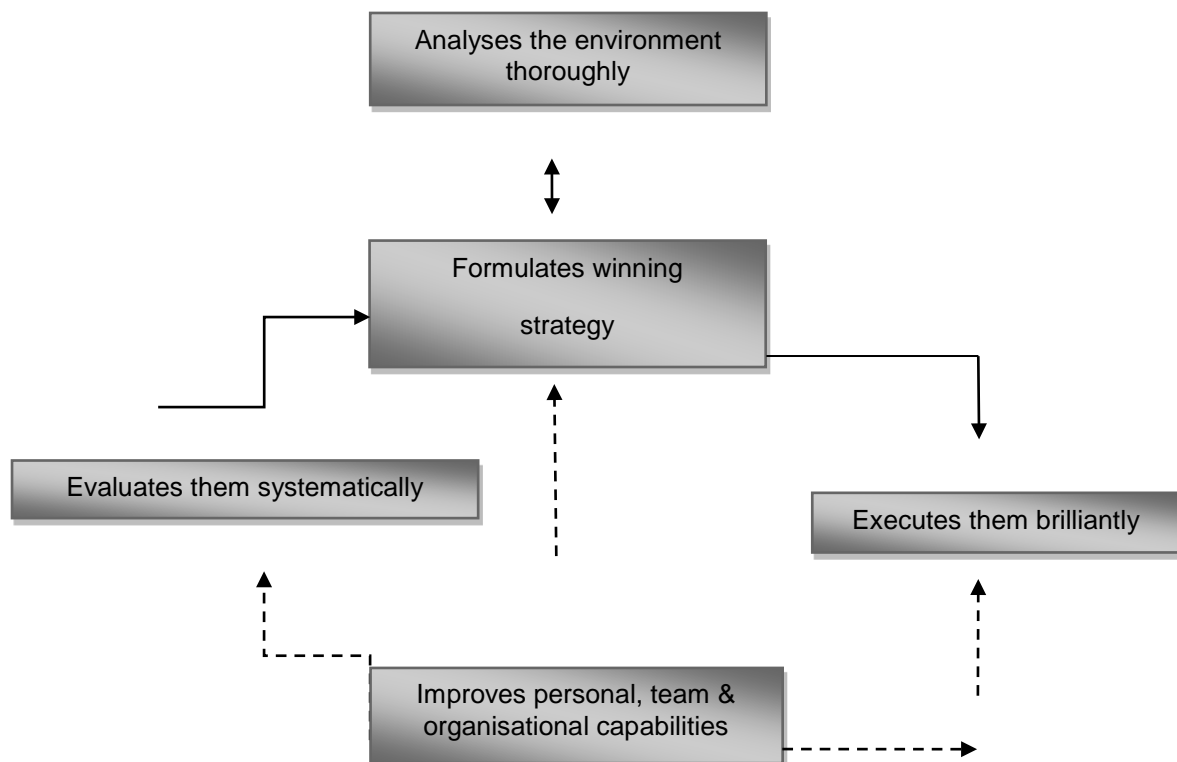 Analyses the environment
thoroughly
Formulates winning
strategy
Evaluates them systematically
Executes them brilliantly
Improves personal, team &
organisational capabilities